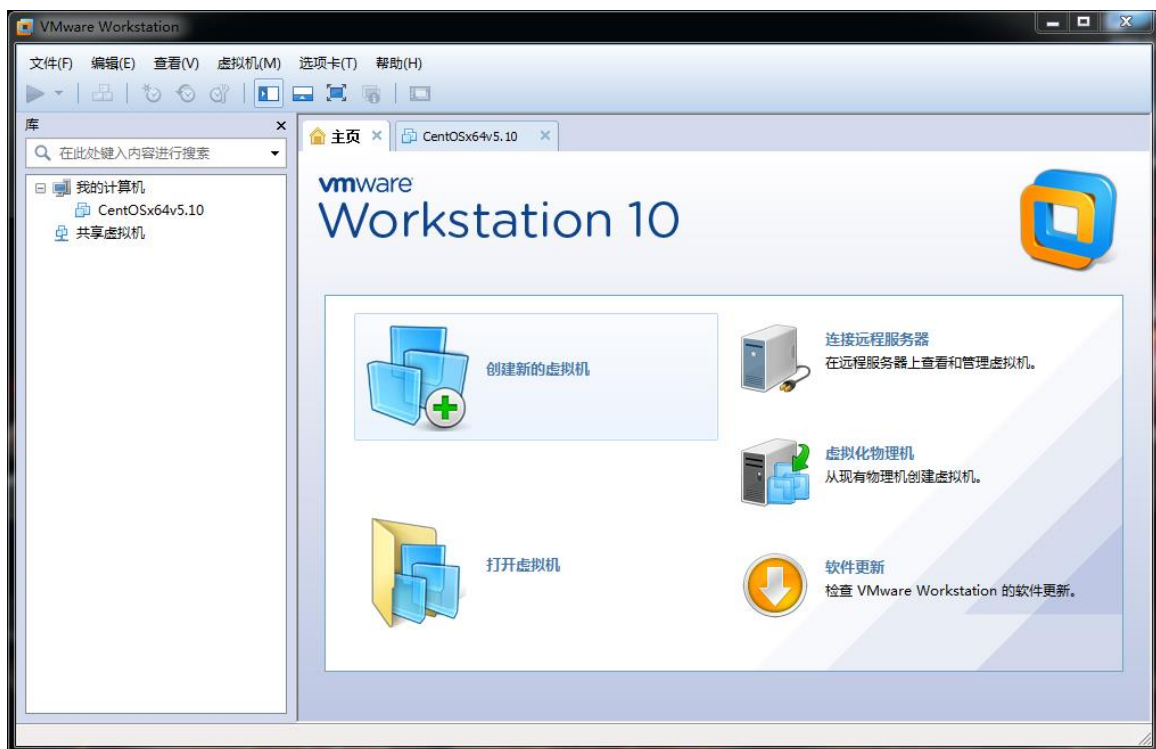 VMware Workstation
文件(F) 编辑(E) 查看(V) 虚拟机(M) 选项卡(T) 帮助(H)
库
在此处键入内容进行搜索
我的计算机
CentOSx64v5.10
共享虚拟机
主页
CentOSx64v5.10
vmware
Workstation 10
创建新的虚拟机
打开虚拟机
连接远程服务器
在远程服务器上查看和管理虚拟机。
虚拟化物理机
从现有物理机创建虚拟机。
软件更新
检查 VMware Workstation 的软件更新。